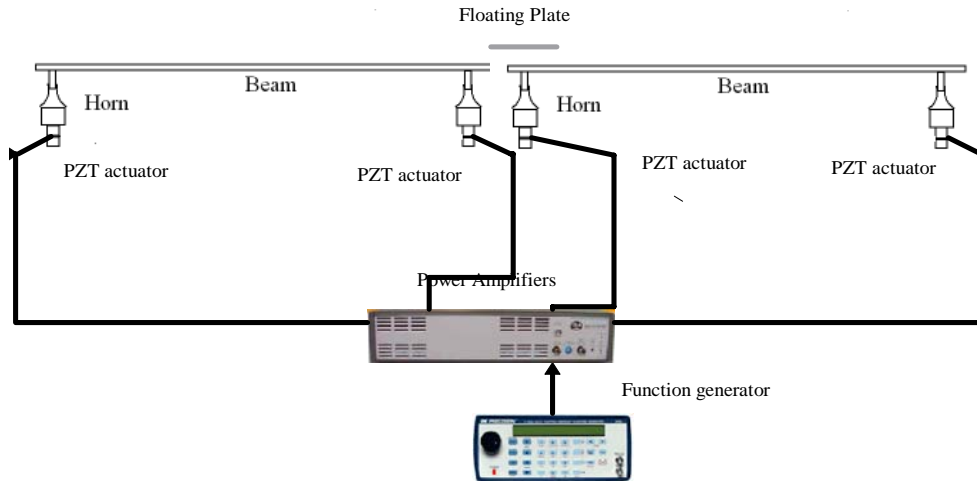 Floating Plate
Beam
Beam
Horn
Horn
PZT actuator
PZT actuator
PZT actuator
PZT actuator
Power Amplifiers
Function generator